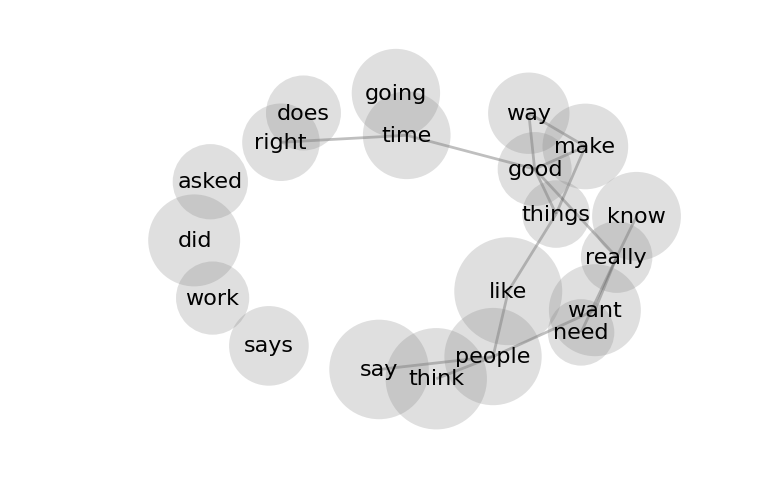 going
does
way
time
right
make
good
asked
things
know
did
really
like
work
want
need
says
people
say
think